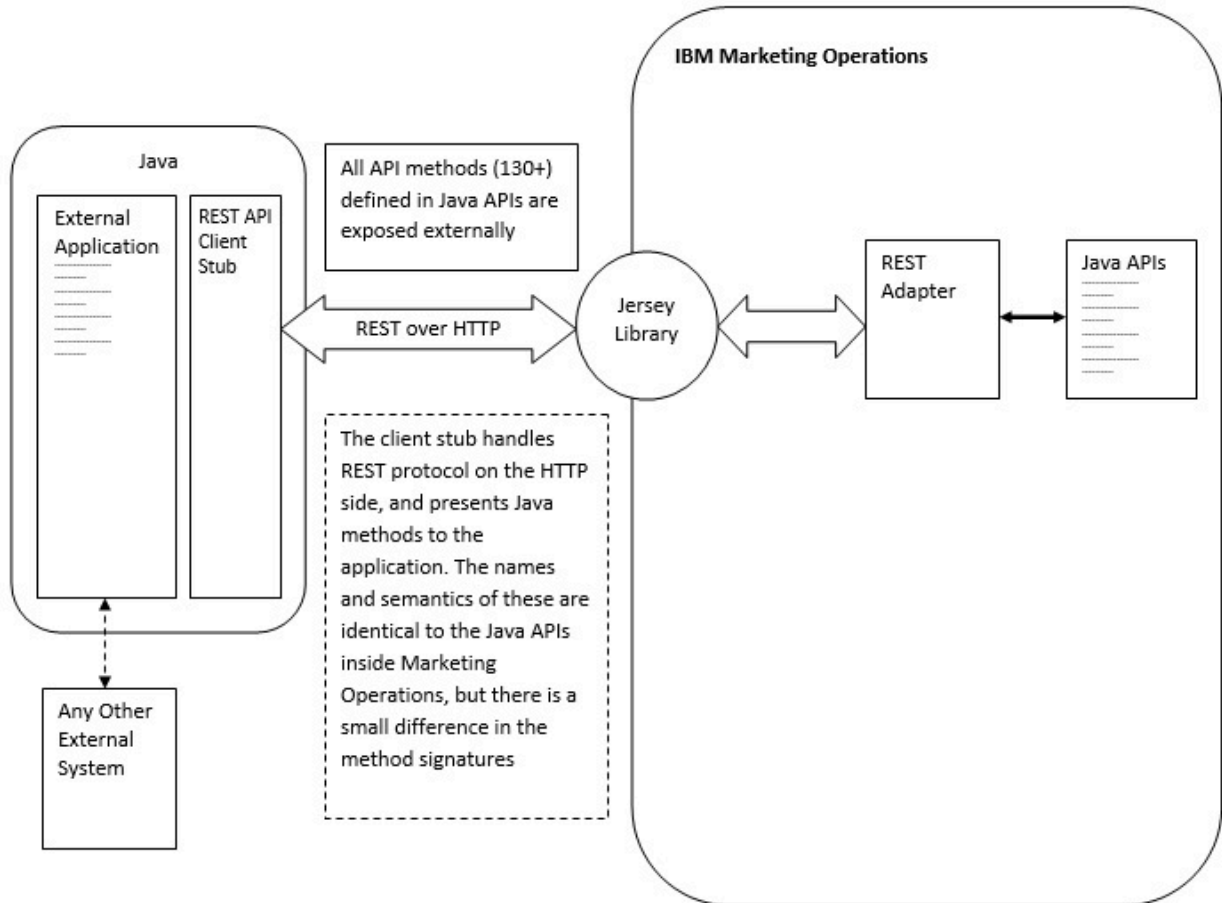 IBM Marketing Operations
Java
External
Application
REST API
Client
Stub
All API methods (130+)
defined in Java APIs are
exposed externally
REST over HTTP
Jersey
Library
REST
Adapter
Java APIs
The client stub handles
REST protocol on the HTTP
side, and presents Java
methods to the
application. The names
and semantics of these are
identical to the Java APIs
inside Marketing
Operations, but there is a
small difference in the
method signatures
Any Other
External
System